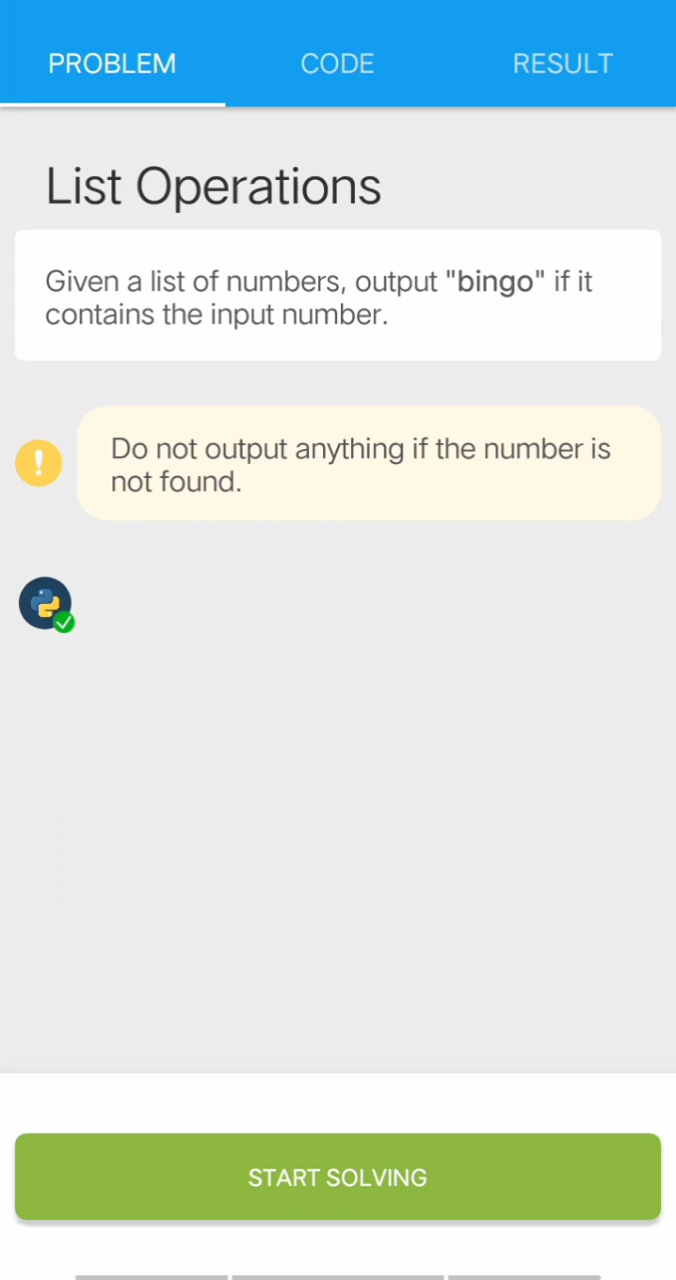 PROBLEM CODE RESULT
List Operations
Given a list of numbers, output "bingo" if it
contains the input number.
Do not output anything if the number is
not found.
START SOLVING